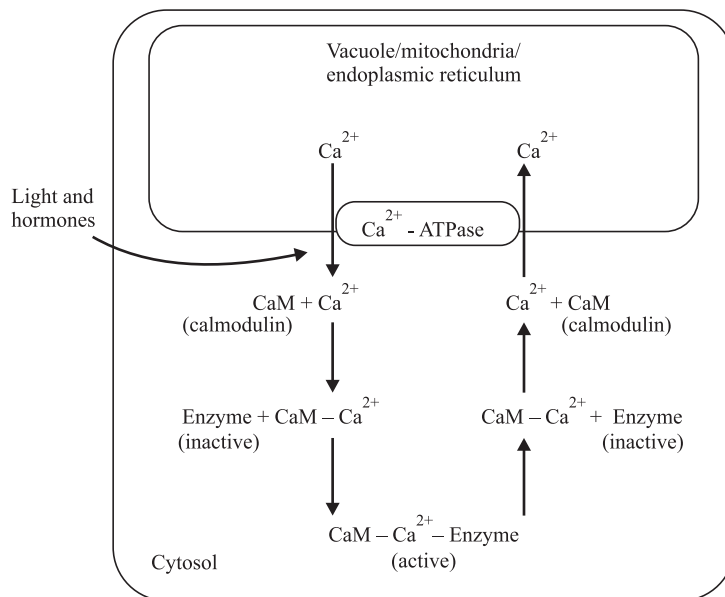 Vacuole/mitochondria/
endoplasmic reticulum
Ca²⁺
Ca²⁺
Light and
hormones
Ca²⁺ - ATPase
CaM + Ca²⁺
(calmodulin)
Ca²⁺ + CaM
(calmodulin)
Enzyme + CaM – Ca²⁺
(inactive)
CaM – Ca²⁺ + Enzyme
(inactive)
CaM – Ca²⁺ – Enzyme
(active)
Cytosol